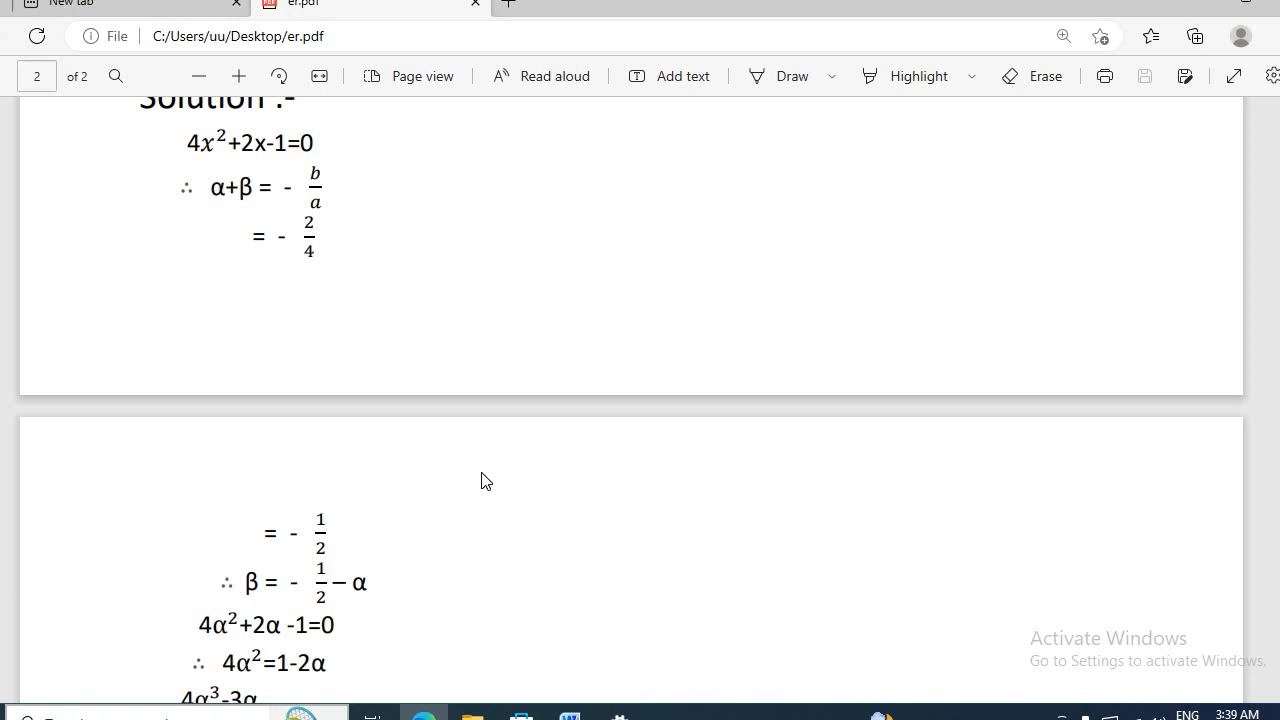 New tab
er.pdf
File C:/Users/uu/Desktop/er.pdf
2 of 2 Page view Read aloud Add text Draw Highlight Erase
Solution :-
4x²+2x-1=0
∴ α+β = - b/a
= - 2/4
= - 1/2
∴ β = - 1/2 – α
4α²+2α -1=0
∴ 4α²=1-2α
4α³-3α
Activate Windows
Go to Settings to activate Windows.
ENG 3:39 AM